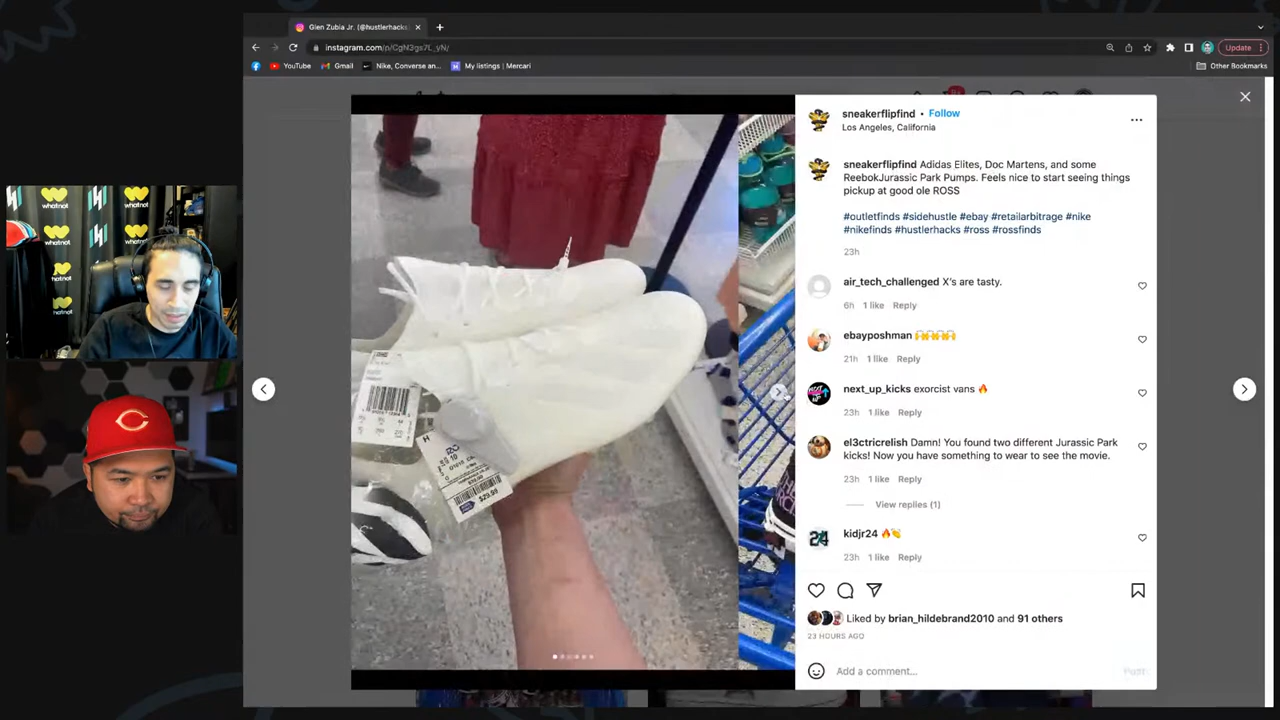 Glen Zubia Jr. (@hustlerhacks
instagram.com/p/CgN3gs7L_yN/
Update
YouTube
Gmail
Nike, Converse an...
My listings | Mercari
Other Bookmarks
whatnot
whatnot
whatnot
sneakerflipfind • Follow
Los Angeles, California
sneakerflipfind Adidas Elites, Doc Martens, and some
ReebokJurassic Park Pumps. Feels nice to start seeing things
pickup at good ole ROSS
#outletfinds #sidehustle #ebay #retailarbitrage #nike
#nikefinds #hustlerhacks #ross #rossfinds
23h
air_tech_challenged X's are tasty.
6h 1 like Reply
ebayposhman
21h 1 like Reply
next_up_kicks exorcist vans
23h 1 like Reply
el3ctricrelish Damn! You found two different Jurassic Park
kicks! Now you have something to wear to see the movie.
23h 1 like Reply
View replies (1)
kidjr24
23h 1 like Reply
Liked by brian_hildebrand2010 and 91 others
23 HOURS AGO
Add a comment...
Post
$29.99